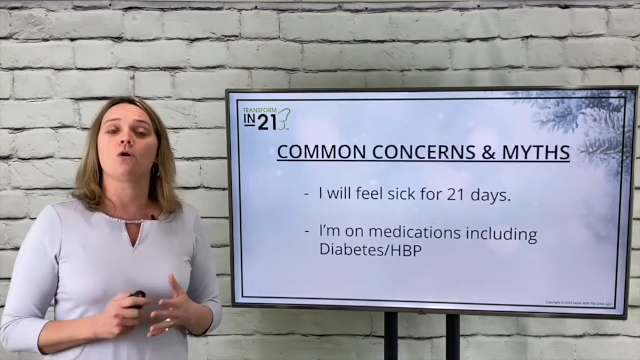 TRANSFORM
IN21
COMMON CONCERNS & MYTHS
- I will feel sick for 21 days.
- I'm on medications including
Diabetes/HBP